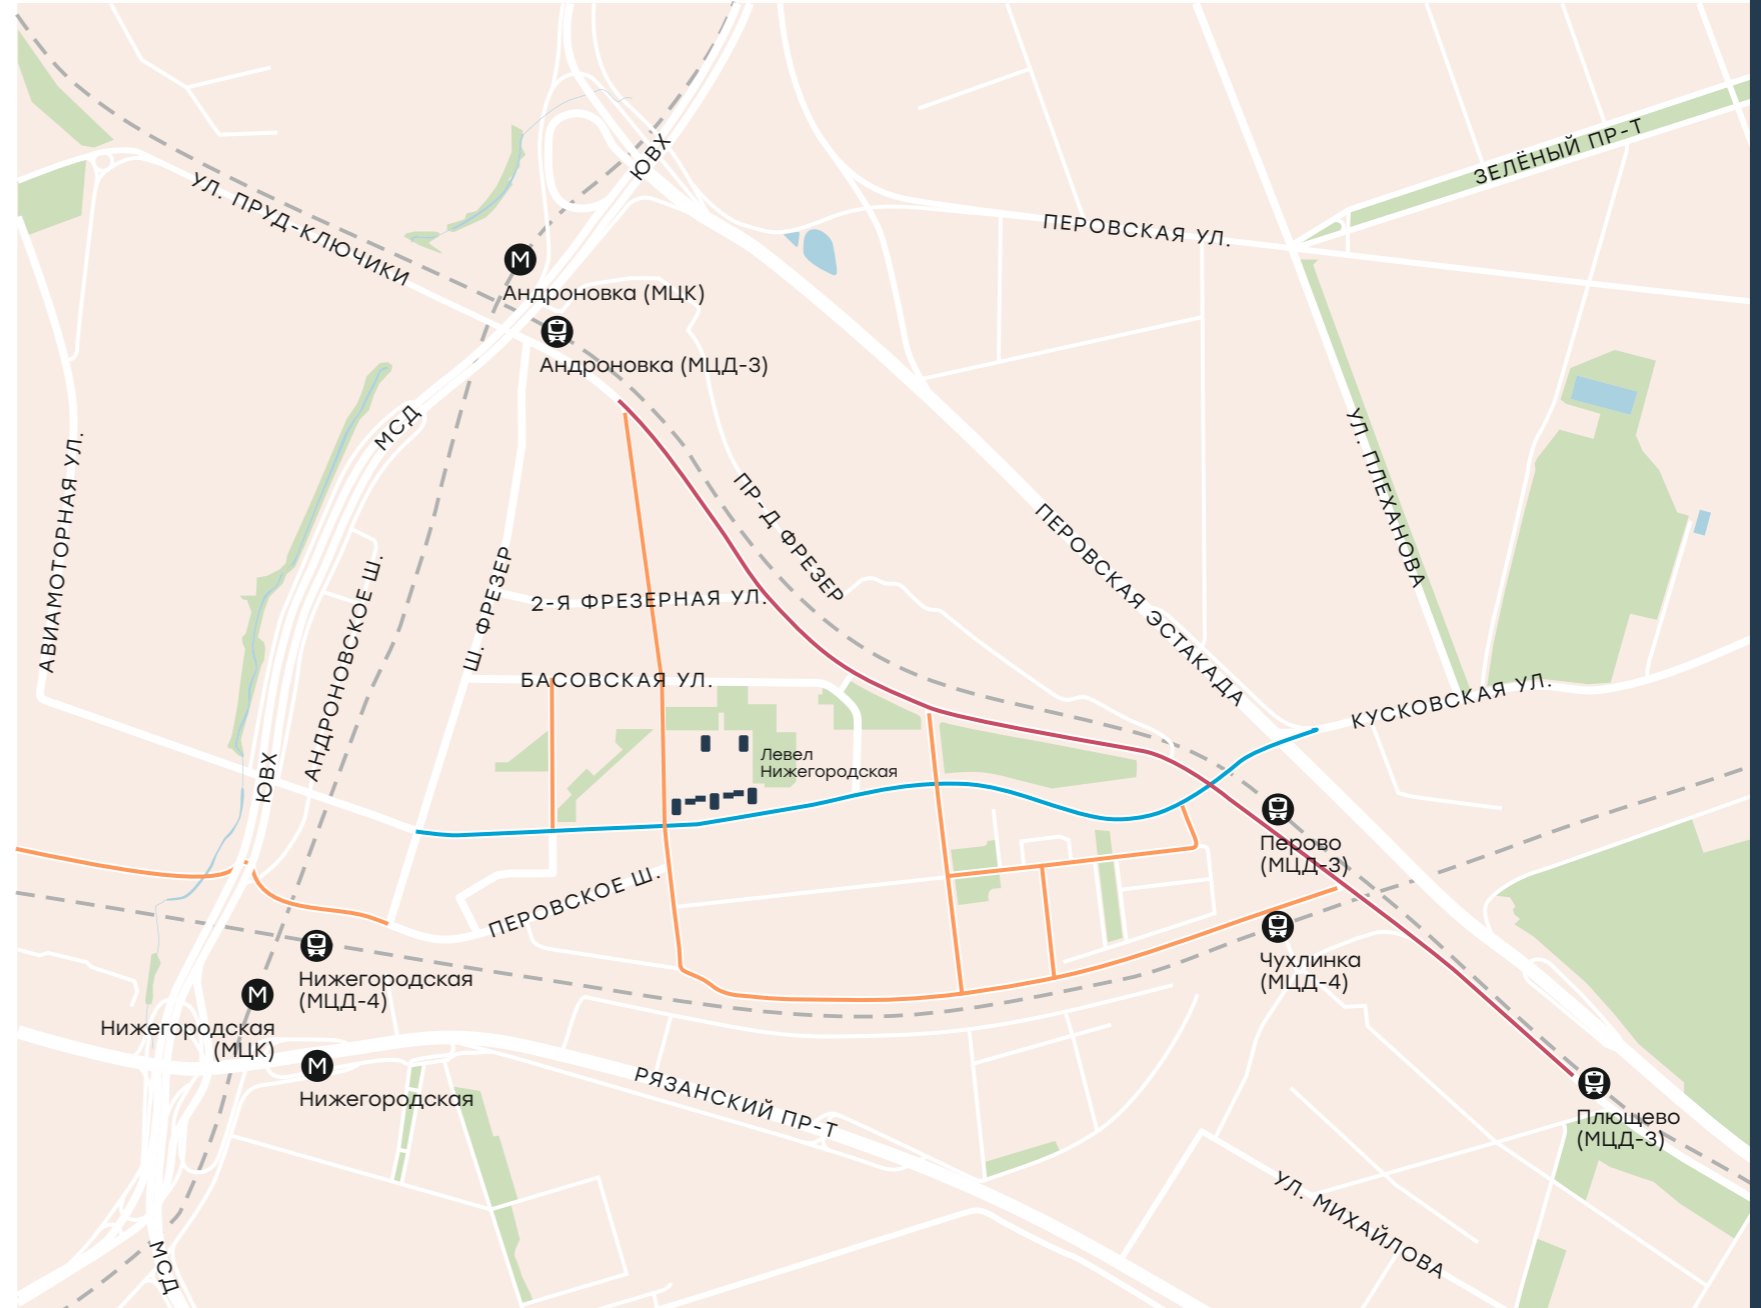 ЮВХ
ЗЕЛЁНЫЙ ПР-Т
УЛ. ПРУД-КЛЮЧИКИ
ПЕРОВСКАЯ УЛ.
М
Андроновка (МЦК)
Андроновка (МЦД-3)
МСД
АВИАМОТОРНАЯ УЛ.
УЛ. ПЛЕХАНОВА
ПР-Д ФРЕЗЕР
ПЕРОВСКАЯ ЭСТАКАДА
АНДРОНОВСКОЕ Ш.
Ш. ФРЕЗЕР
2-Я ФРЕЗЕРНАЯ УЛ.
БАСОВСКАЯ УЛ.
КУСКОВСКАЯ УЛ.
ЮВХ
Левел
Нижегородская
Перово
(МЦД-3)
ПЕРОВСКОЕ Ш.
Чухлинка
(МЦД-4)
Нижегородская
(МЦД-4)
М
Нижегородская
(МЦК)
М
Нижегородская
РЯЗАНСКИЙ ПР-Т
Плющево
(МЦД-3)
УЛ. МИХАЙЛОВА
МСД